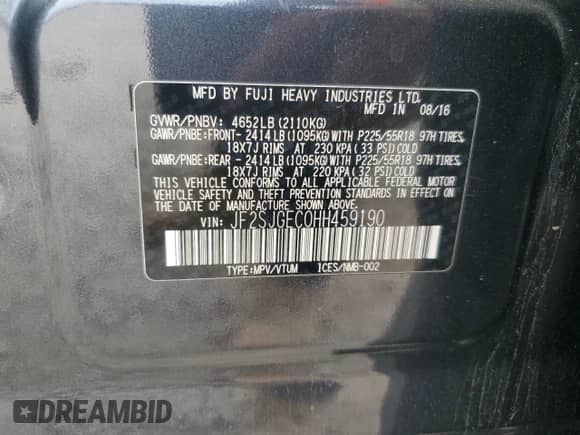 MFD BY FUJI HEAVY INDUSTRIES LTD.
MFD IN 08/16
GVWR/PNBV: 4652LB (2110KG)
GAWR/PNBE:FRONT- 2414 LB (1095KG) WITH P225/55R18 97H TIRES,
18X7J RIMS AT 230 KPA (33 PSI) COLD
GAWR/PNBE:REAR - 2414 LB (1095KG) WITH P225/55R18 97H TIRES,
18X7J RIMS AT 220 KPA (32 PSI) COLD
THIS VEHICLE CONFORMS TO ALL APPLICABLE FEDERAL MOTOR
VEHICLE SAFETY AND THEFT PREVENTION STANDARDS IN EFFECT ON
THE DATE OF MANUFACTURE SHOWN ABOVE.
VIN: JF2SJGEC0HH459190
TYPE:MPV/VTUM ICES/NMB-002
DREAMBID